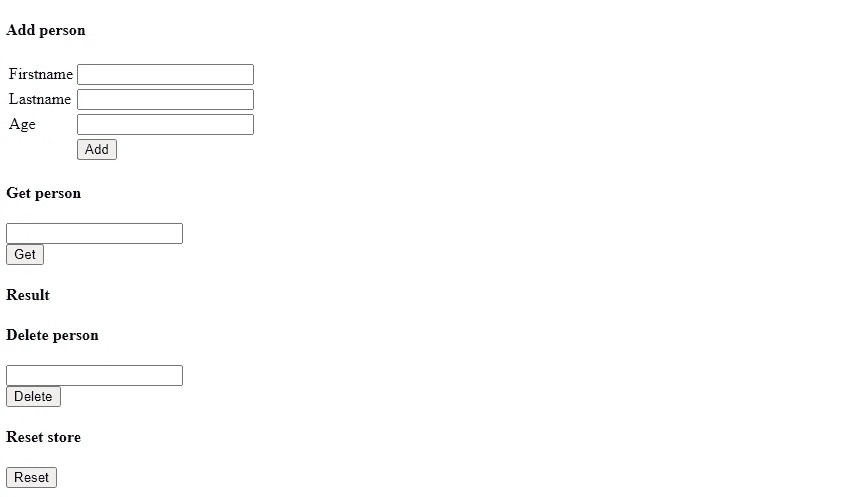 Add person
Firstname
Lastname
Age
Add
Get person
Get
Result
Delete person
Delete
Reset store
Reset